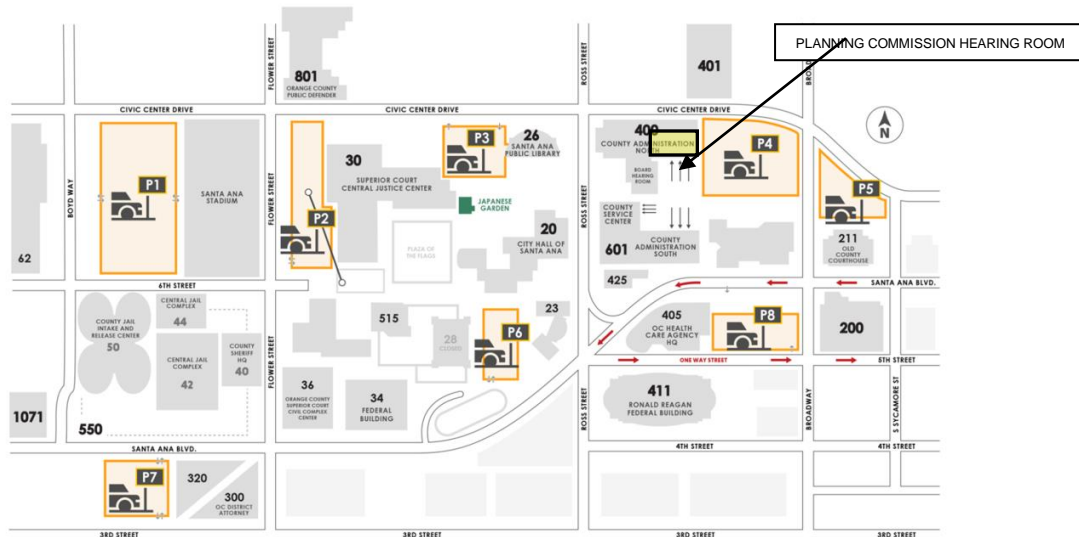 PLANNING COMMISSION HEARING ROOM
FLOWER STREET
801
ORANGE COUNTY
PUBLIC DEFENDER
ROSS STREET
401
CIVIC CENTER DRIVE
CIVIC CENTER DRIVE
CIVIC CENTER DRIVE
N
62
BOYD WAY
P1
SANTA ANA
STADIUM
FLOWER STREET
P2
30
SUPERIOR COURT
CENTRAL JUSTICE CENTER
P3
26
SANTA ANA
PUBLIC LIBRARY
JAPANESE
GARDEN
PLAZA OF
THE FLAGS
20
CITY HALL OF
SANTA ANA
ROSS STREET
400
COUNTY ADMINISTRATION
NORTH
BOARD
HEARING
ROOM
COUNTY
SERVICE
CENTER
601
COUNTY
ADMINISTRATION
SOUTH
425
P4
P5
211
OLD
COUNTY
COURTHOUSE
SANTA ANA BLVD.
6TH STREET
COUNTY JAIL
INTAKE AND
RELEASE CENTER
50
CENTRAL JAIL
COMPLEX
44
CENTRAL JAIL
COMPLEX
42
COUNTY
SHERIFF
HQ
40
FLOWER STREET
515
28
CLOSED
P6
23
405
OC HEALTH
CARE AGENCY
HQ
P8
200
ONE WAY STREET
5TH STREET
1071
550
36
ORANGE COUNTY
SUPERIOR COURT
CIVIL COMPLEX
CENTER
34
FEDERAL
BUILDING
ROSS STREET
411
RONALD REAGAN
FEDERAL BUILDING
BROADWAY
S SYCAMORE ST
SANTA ANA BLVD.
4TH STREET
4TH STREET
P7
320
300
OC DISTRICT
ATTORNEY
3RD STREET
3RD STREET
3RD STREET
3RD STREET